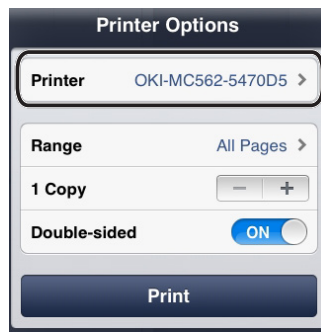 Printer Options
Printer OKI-MC562-5470D5 >
Range All Pages >
1 Copy − +
Double-sided ON
Print